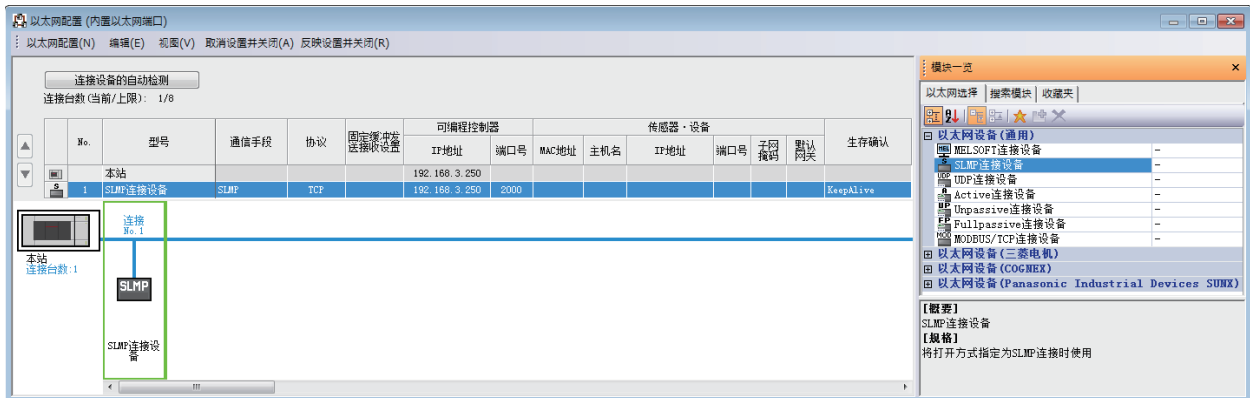 以太网配置 (内置以太网端口)
以太网配置(N) 编辑(E) 视图(V) 取消设置并关闭(A) 反映设置并关闭(R)
连接设备的自动检测
连接台数(当前/上限): 1/8
可编程控制器 传感器・设备
No. 型号 通信手段 协议 固定缓冲发送接收设置 IP地址 端口号 MAC地址 主机名 IP地址 端口号 子网掩码 默认网关 生存确认
本站 192.168.3.250
1 SLMP连接设备 SLMP TCP 192.168.3.250 2000 KeepAlive
连接
No.1
本站
连接台数:1
SLMP
SLMP连接设
备
模块一览
以太网选择 搜索模块 收藏夹
以太网设备(通用)
MELSOFT连接设备 -
SLMP连接设备 -
UDP连接设备 -
Active连接设备 -
Unpassive连接设备 -
Fullpassive连接设备 -
MODBUS/TCP连接设备 -
以太网设备(三菱电机)
以太网设备(COGNEX)
以太网设备(Panasonic Industrial Devices SUNX)
[概要]
SLMP连接设备
[规格]
将打开方式指定为SLMP连接时使用